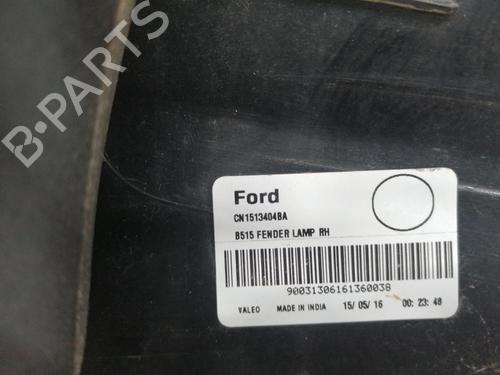 B-PARTS
Ford
CN1513404BA
B515 FENDER LAMP RH
90031306161360038
VALEO MADE IN INDIA 15/05/16 00:23:48